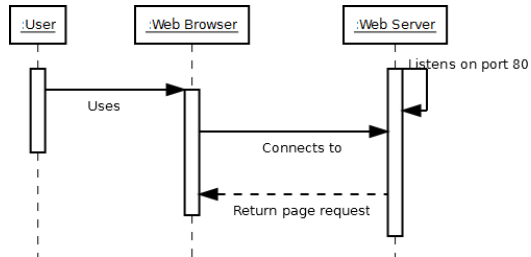 :User
:Web Browser
:Web Server
Listens on port 80
Uses
Connects to
Return page request